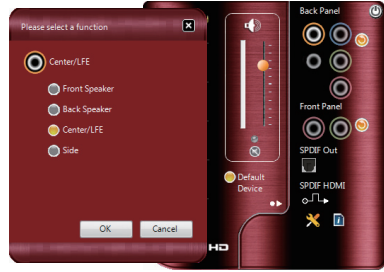 Please select a function
Center/LFE
Front Speaker
Back Speaker
Center/LFE
Side
OK
Cancel
Default
Device
HD
Back Panel
Front Panel
SPDIF Out
SPDIF HDMI